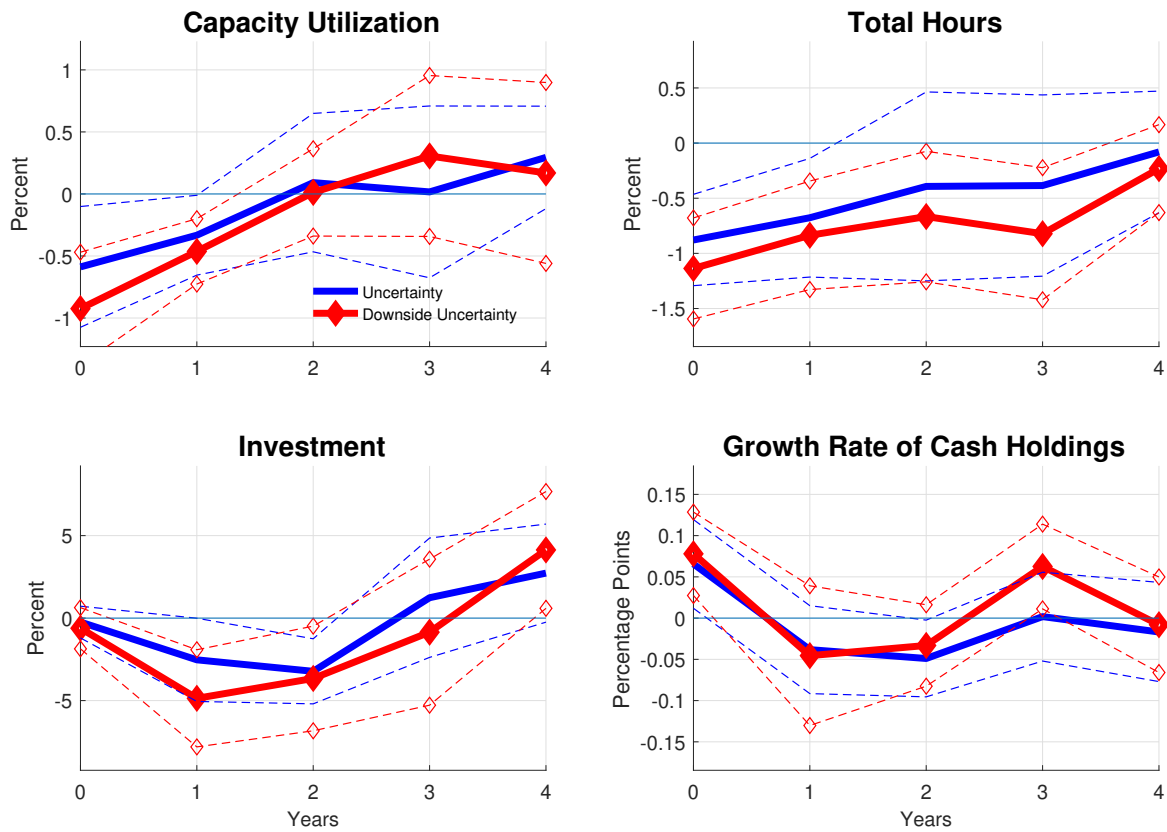 Capacity Utilization
Percent
1
0.5
0
-0.5
-1
Uncertainty
Downside Uncertainty
0 1 2 3 4
Total Hours
Percent
0.5
0
-0.5
-1
-1.5
0 1 2 3 4
Investment
Percent
5
0
-5
0 1 2 3 4
Years
Growth Rate of Cash Holdings
Percentage Points
0.15
0.1
0.05
0
-0.05
-0.1
-0.15
0 1 2 3 4
Years